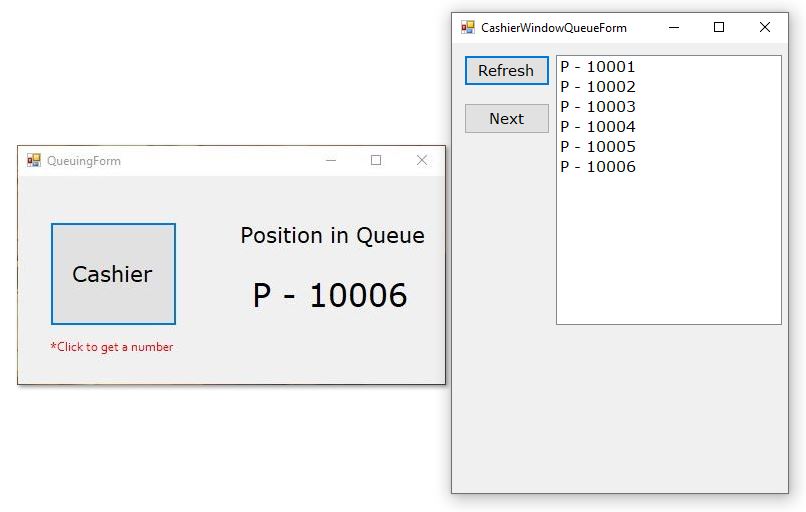 QueuingForm
Cashier
*Click to get a number
Position in Queue
P - 10006
CashierWindowQueueForm
Refresh
Next
P - 10001
P - 10002
P - 10003
P - 10004
P - 10005
P - 10006